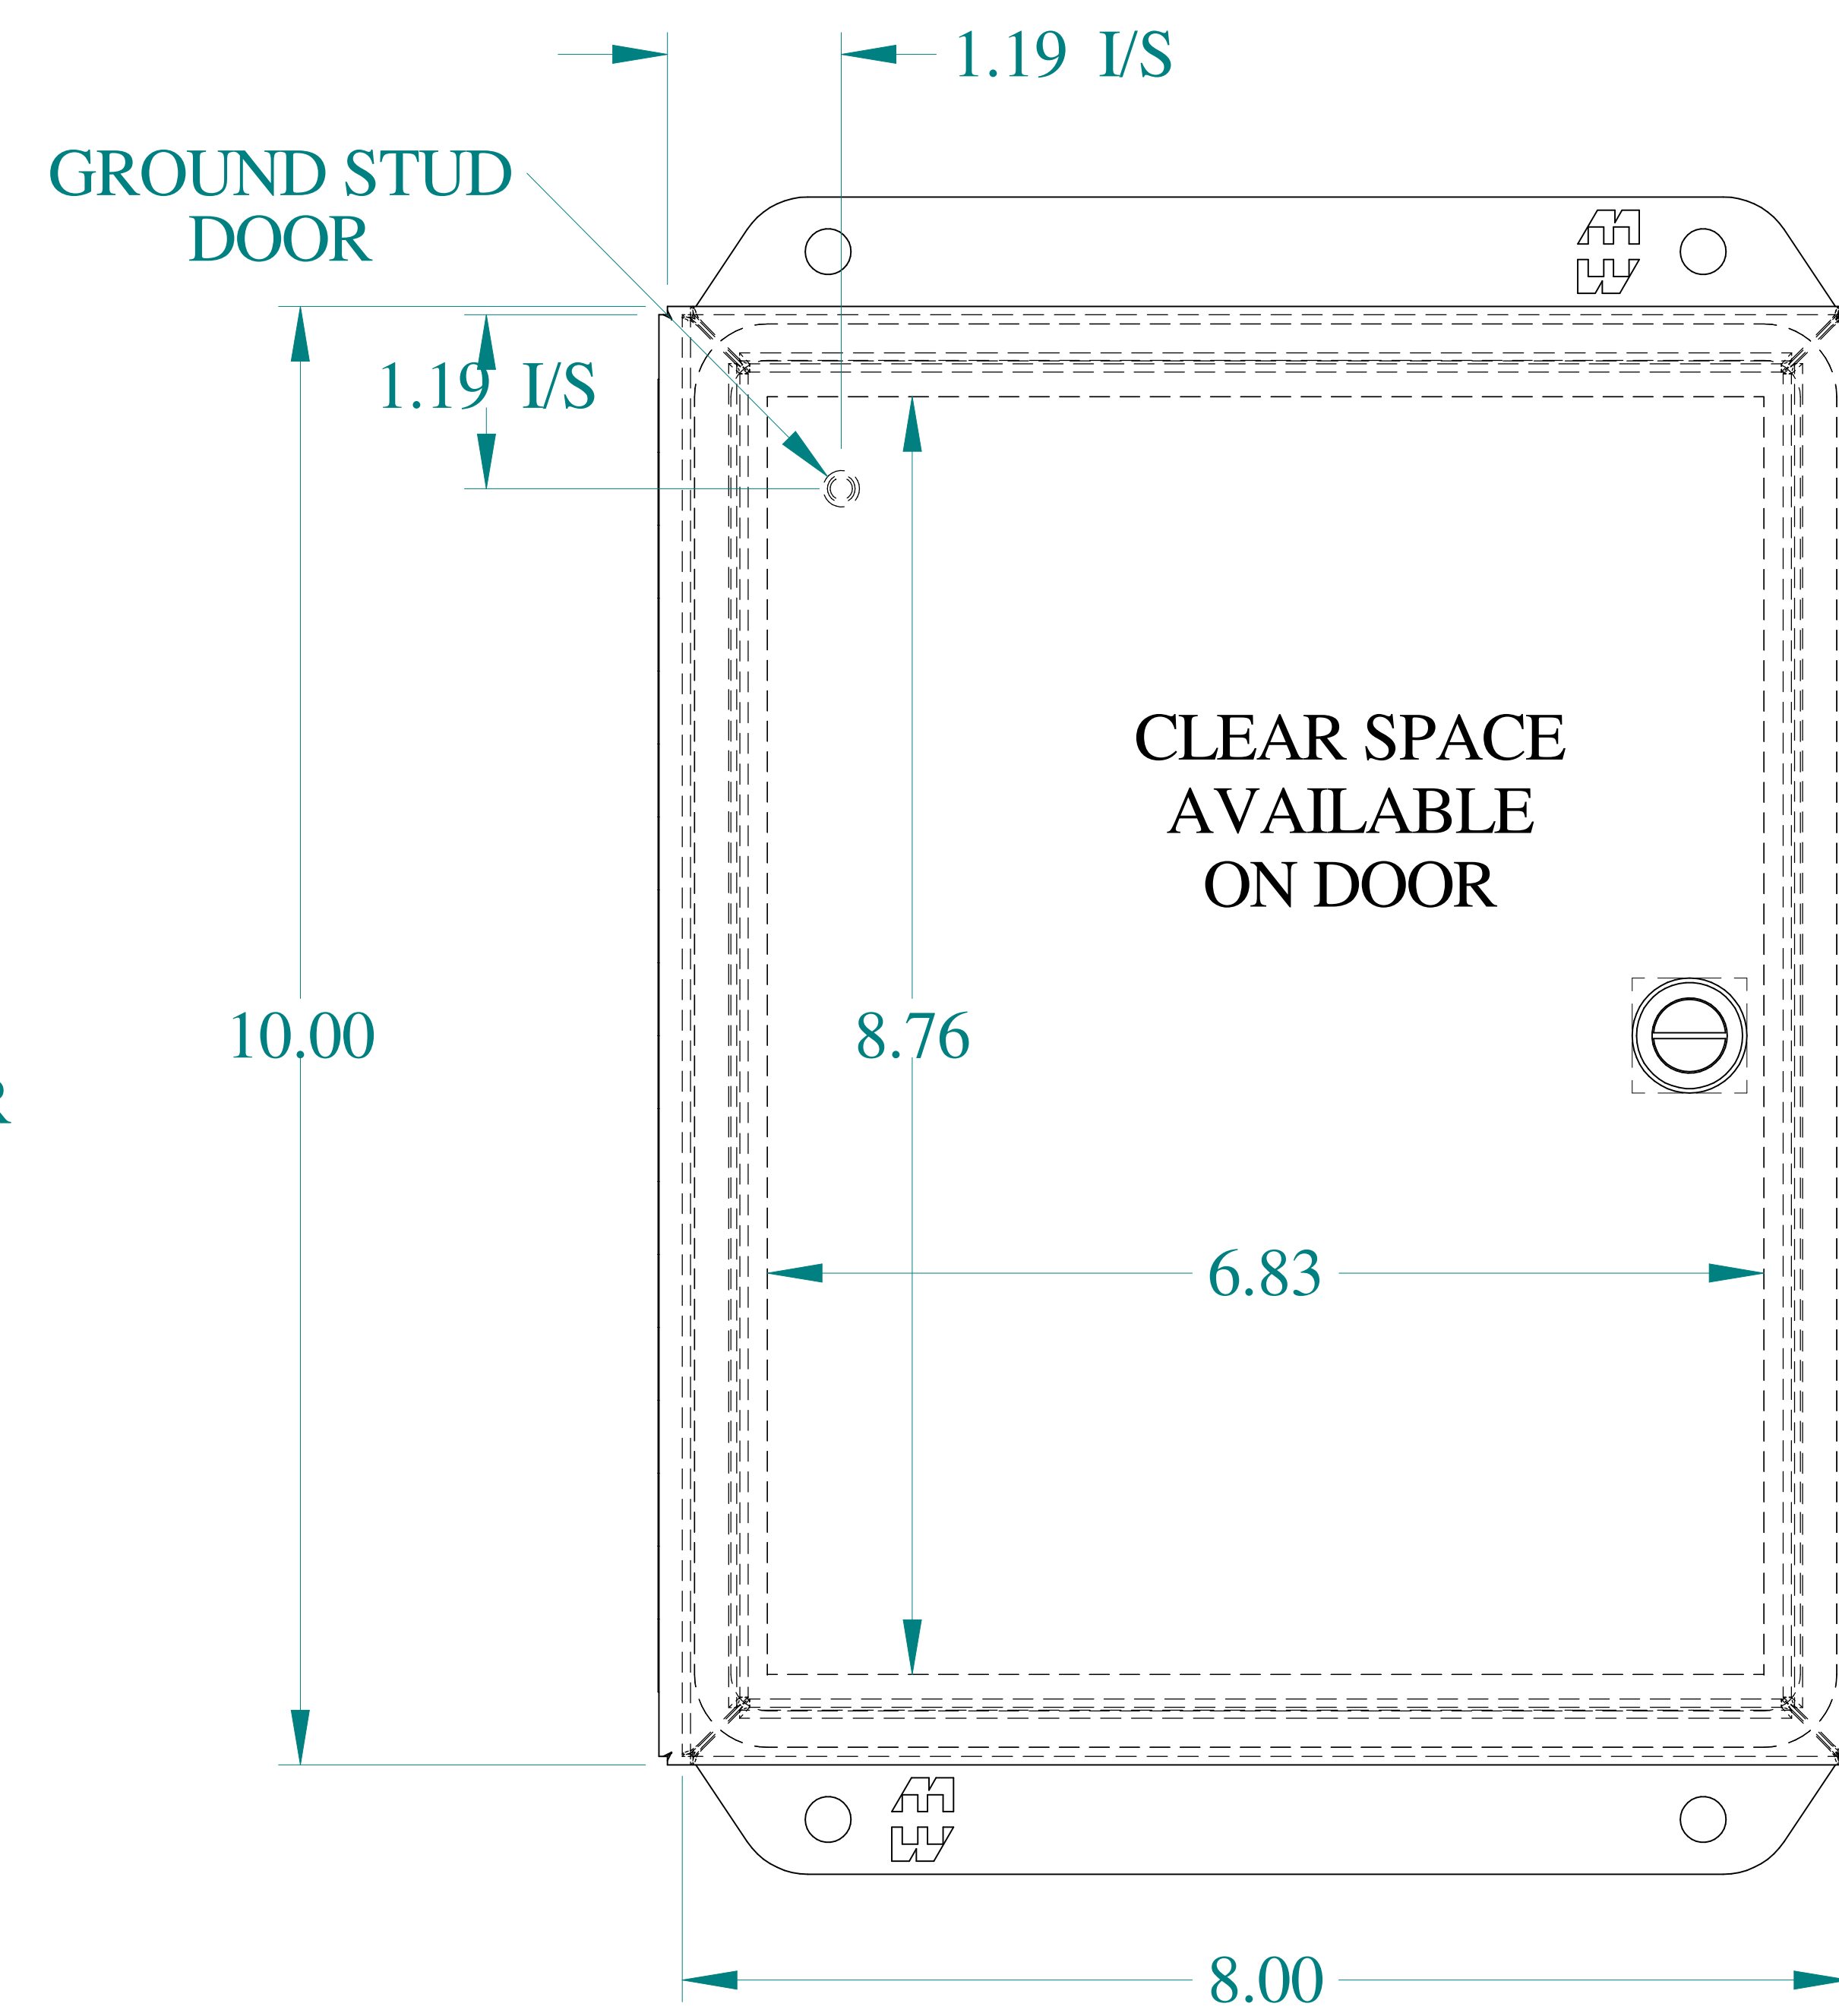 1.19 I/S
GROUND STUD
DOOR
1.19 I/S
CLEAR SPACE
AVAILABLE
ON DOOR
10.00
8.76
R
6.83
8.00